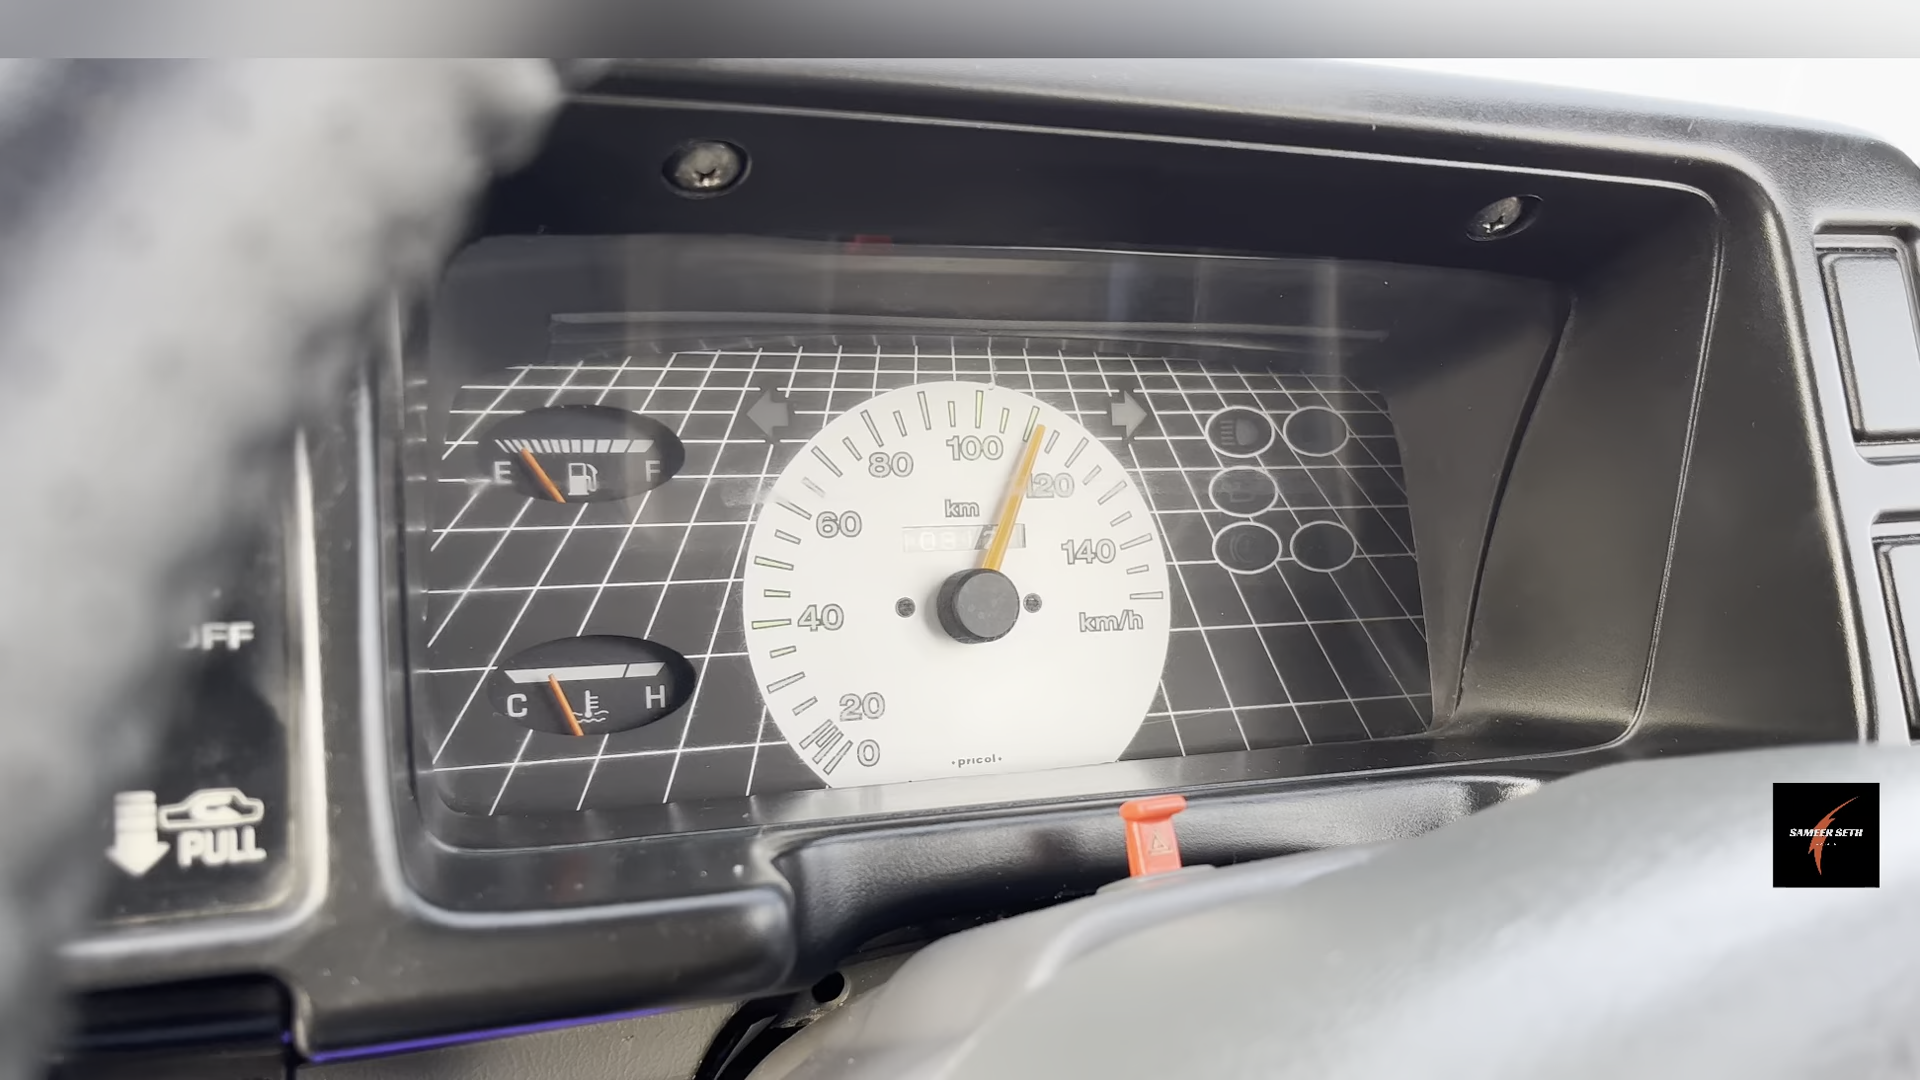 E F
C H
0
20
40
60
80
100
120
140
km
km/h
pricol
OFF
PULL
SAMEER SETH